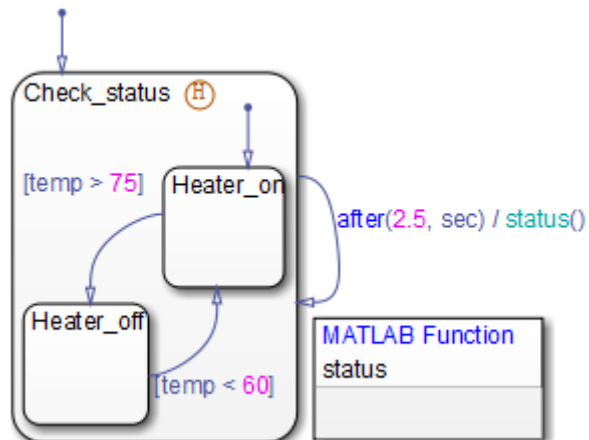 Check_status H
[temp > 75] Heater_on
after(2.5, sec) / status()
Heater_off
MATLAB Function
status
[temp < 60]